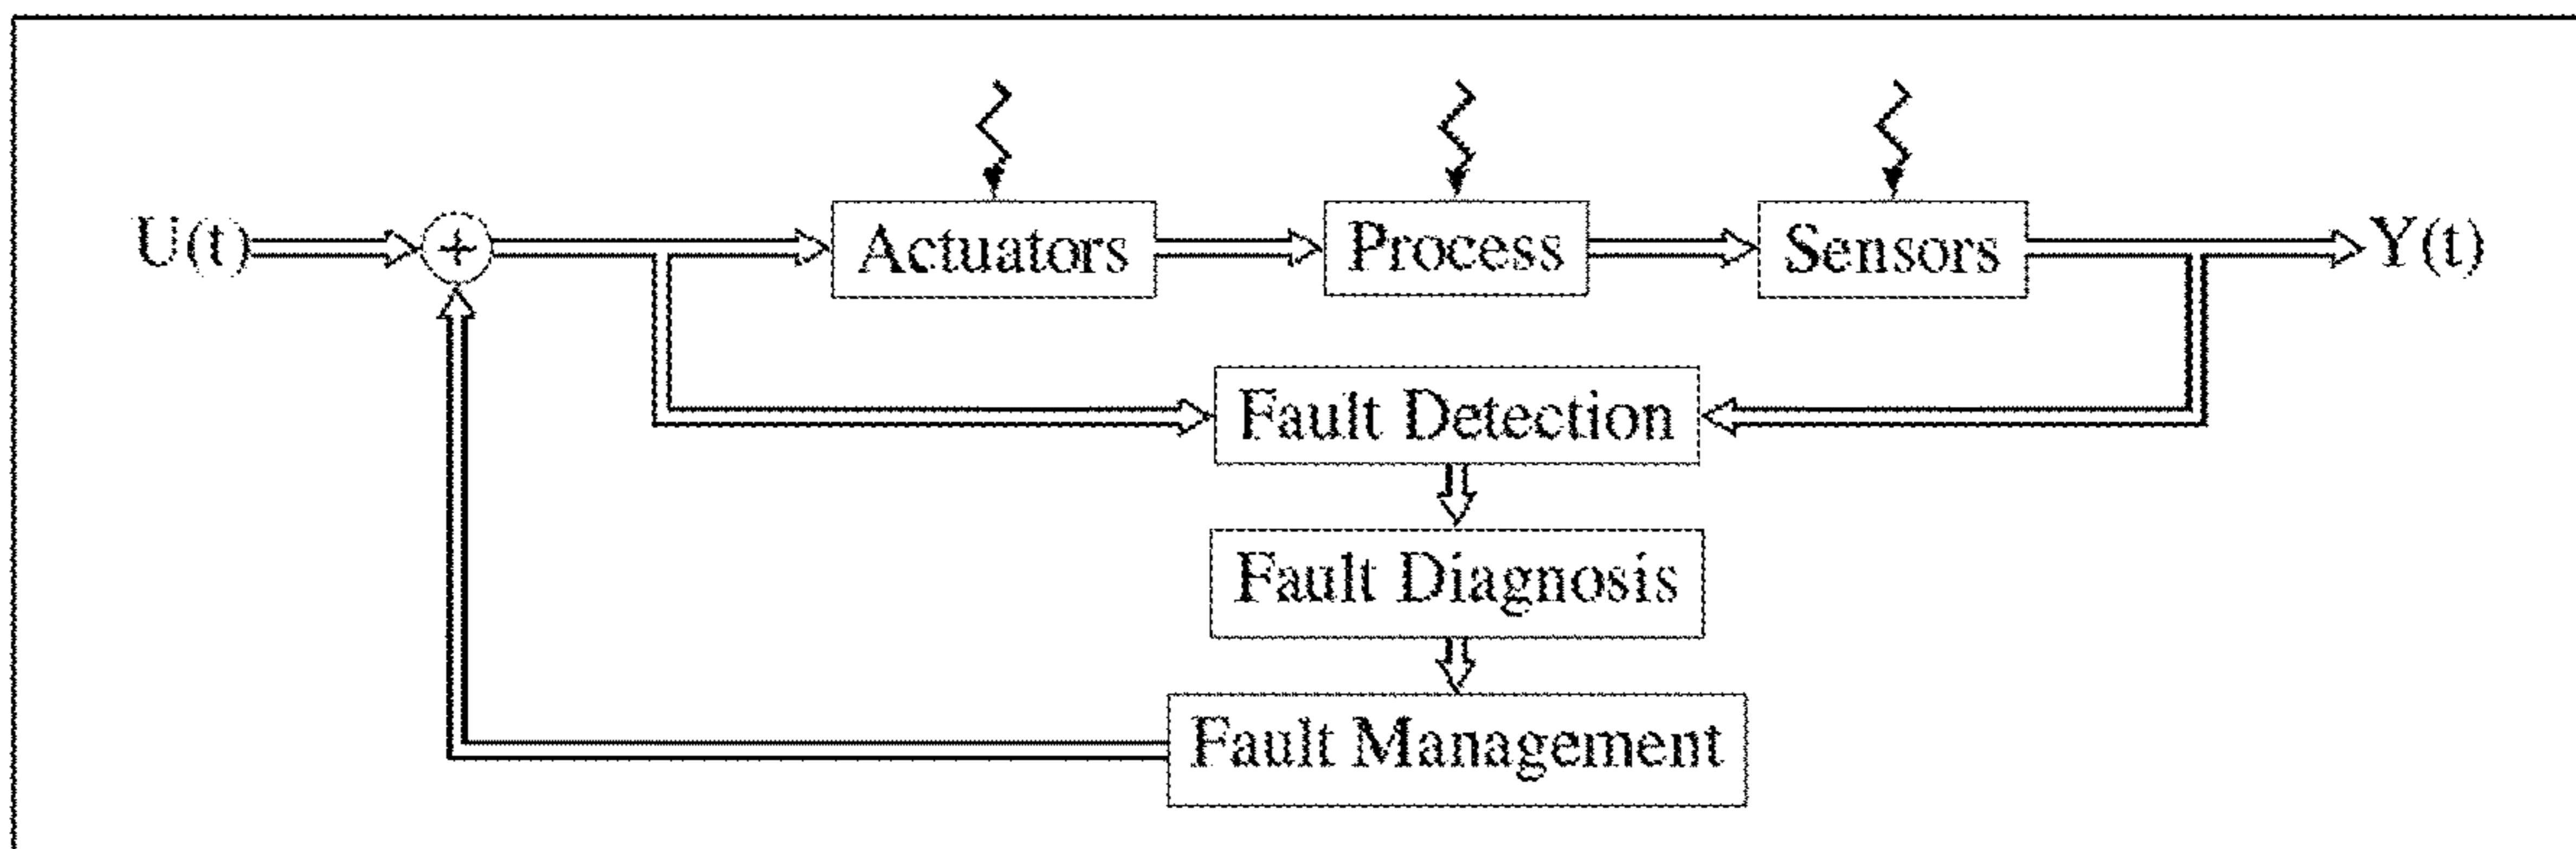 U(t) + Actuators Process Sensors Y(t)
Fault Detection
Fault Diagnosis
Fault Management